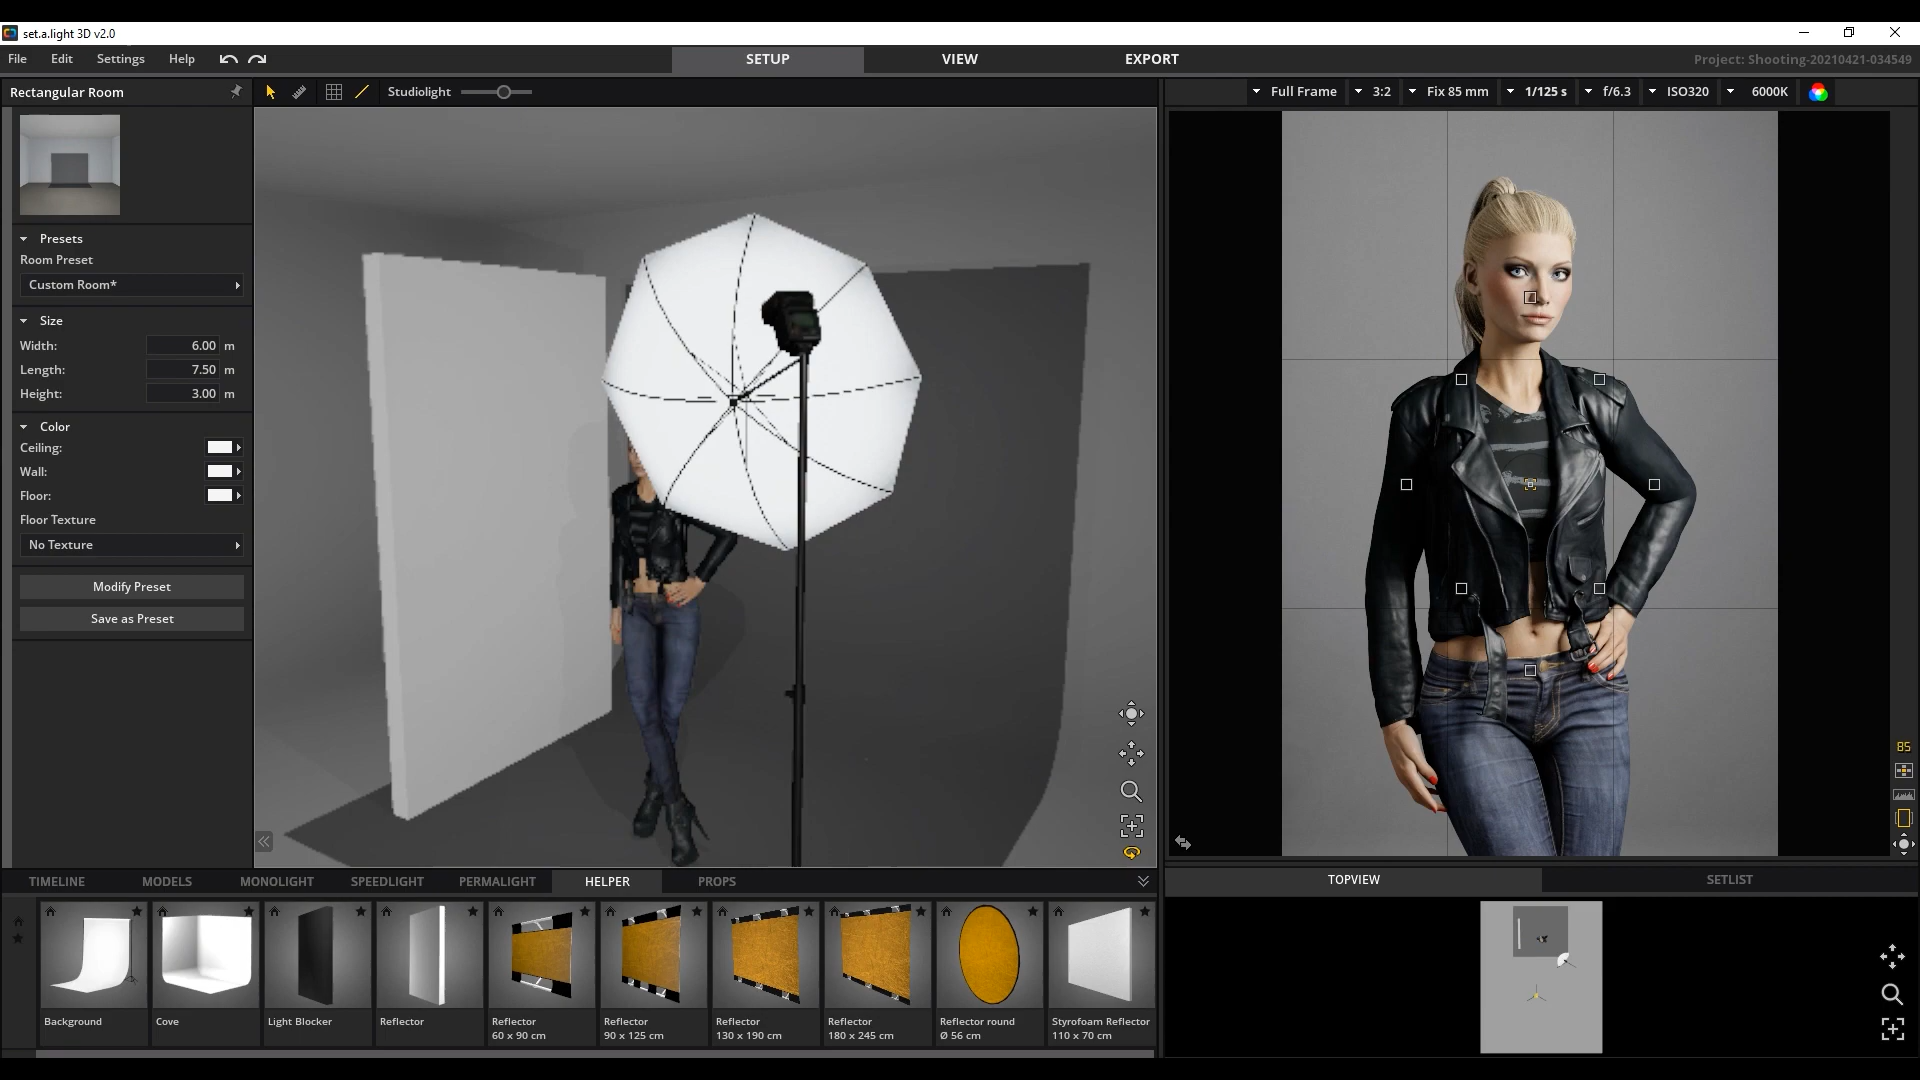 set.a.light 3D v2.0
File Edit Settings Help
SETUP VIEW EXPORT
Project: Shooting-20210421-034549
Rectangular Room
Studiolight
Full Frame 3:2 Fix 85 mm 1/125 s f/6.3 ISO320 6000K
Presets
Room Preset
Custom Room*
Size
Width: 6.00 m
Length: 7.50 m
Height: 3.00 m
Color
Ceiling:
Wall:
Floor:
Floor Texture
No Texture
Modify Preset
Save as Preset
85
TIMELINE MODELS MONOLIGHT SPEEDLIGHT PERMALIGHT HELPER PROPS
TOPVIEW SETLIST
Background
Cove
Light Blocker
Reflector
Reflector
60 x 90 cm
Reflector
90 x 125 cm
Reflector
130 x 190 cm
Reflector
180 x 245 cm
Reflector round
Ø 56 cm
Styrofoam Reflector
110 x 70 cm